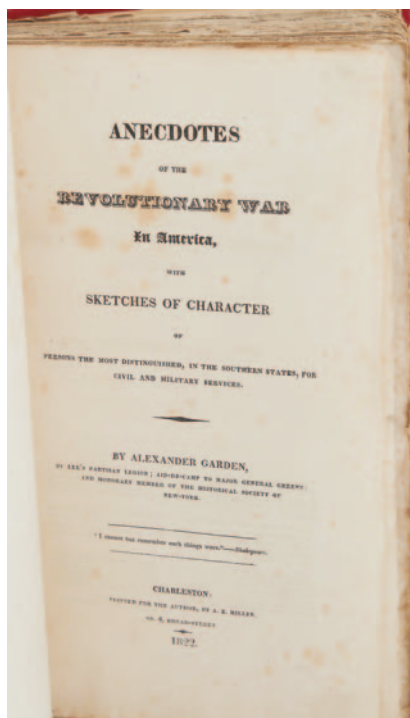 ANECDOTES
OF THE
REVOLUTIONARY WAR
In America,
WITH
SKETCHES OF CHARACTER
OF
PERSONS THE MOST DISTINGUISHED, IN THE SOUTHERN STATES, FOR
CIVIL AND MILITARY SERVICES.
BY ALEXANDER GARDEN,
OF LEE'S PARTISAN LEGION; AID-DE-CAMP TO MAJOR GENERAL GREENE;
AND HONORARY MEMBER OF THE HISTORICAL SOCIETY OF
NEW-YORK.
"I cannot but remember such things were."—Shakspeare.
CHARLESTON:
PRINTED FOR THE AUTHOR, BY A. E. MILLER,
BROAD-STREET
1822.